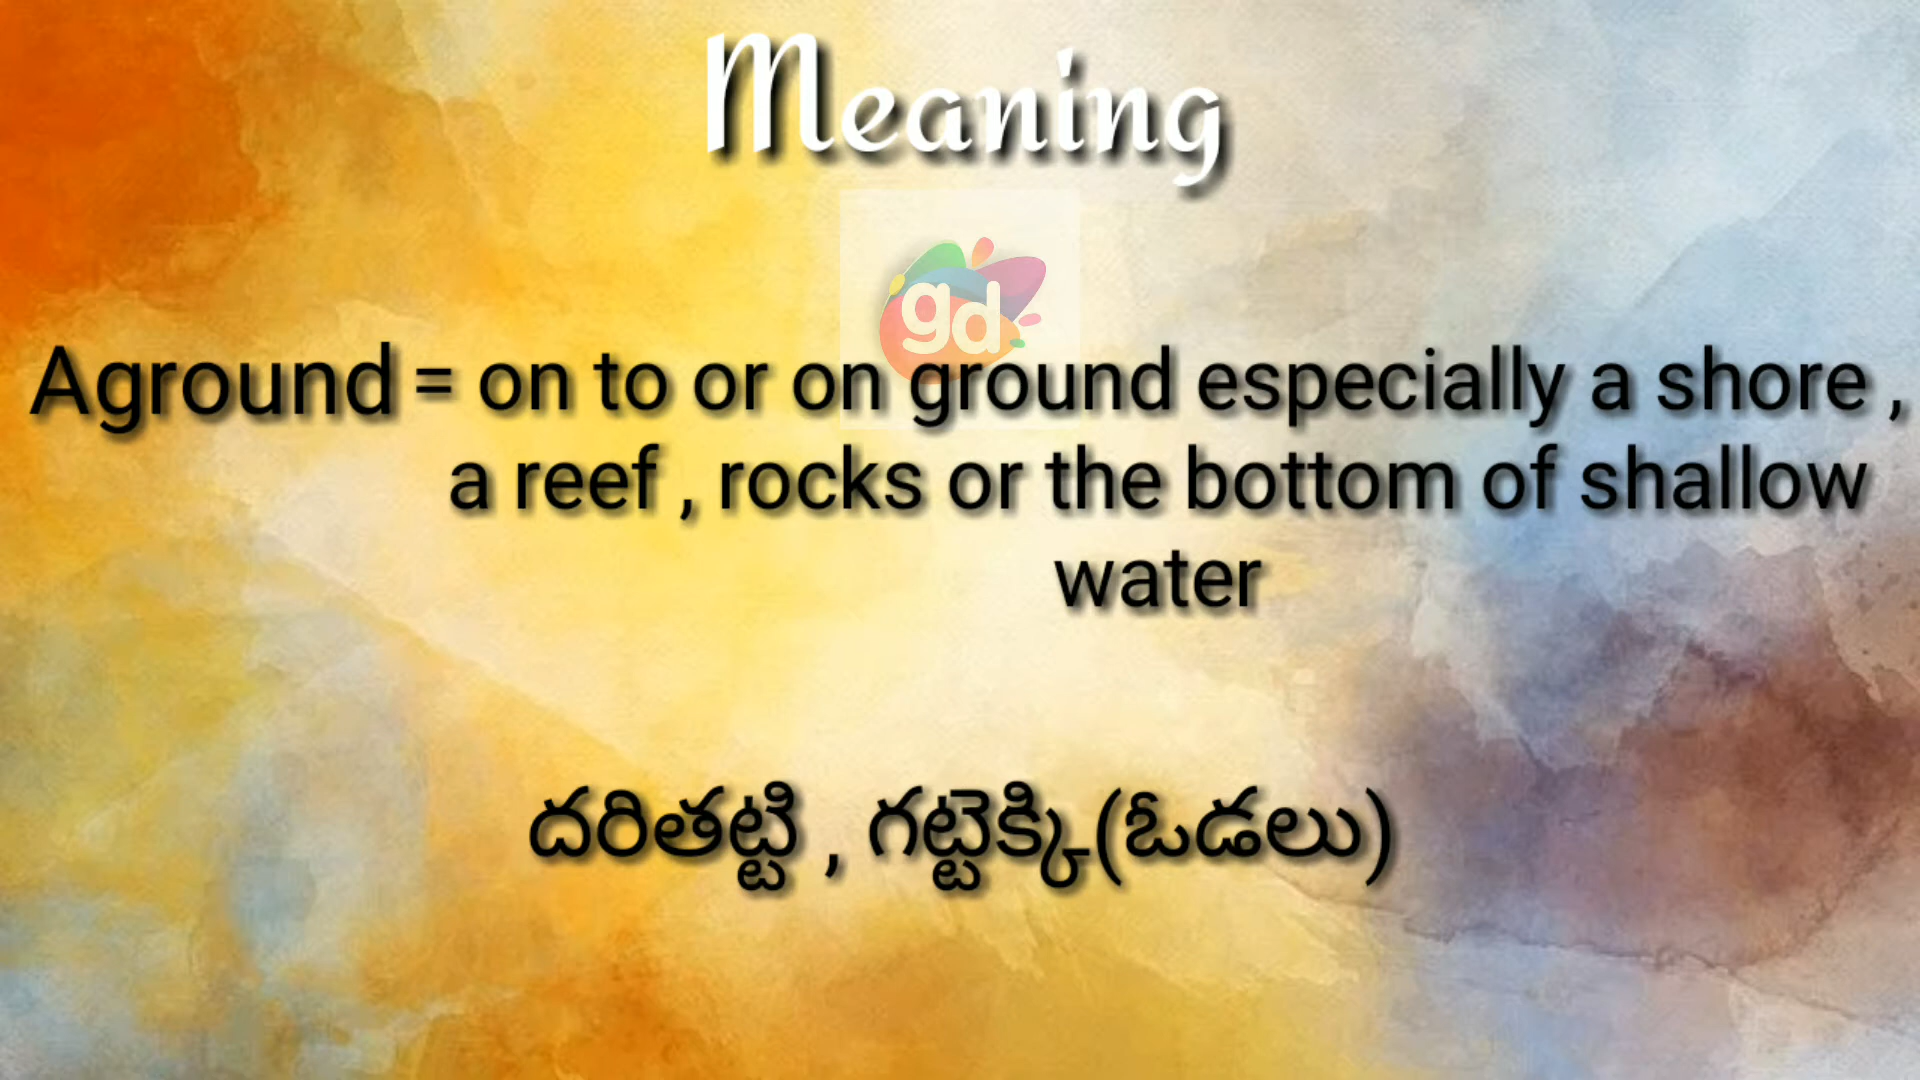 Meaning
gd
Aground = on to or on ground especially a shore ,
a reef , rocks or the bottom of shallow
water
దరితట్టి , గట్టెక్కి(ఓడలు)